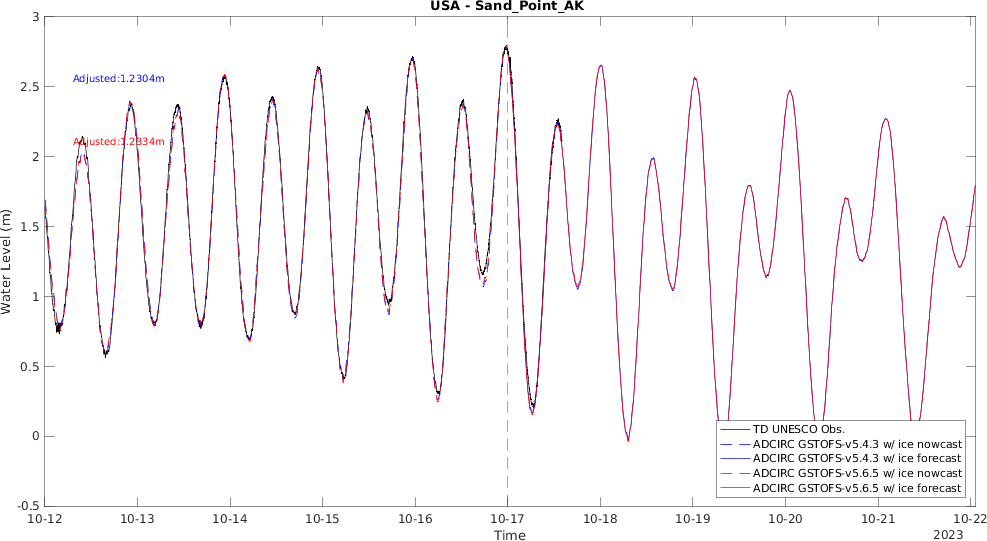 USA - Sand_Point_AK
3
2.5
2
1.5
1
0.5
0
-0.5
Water Level (m)
Adjusted:1.2304m
Adjusted:1.2334m
TD UNESCO Obs.
ADCIRC GSTOFS-v5.4.3 w/ ice nowcast
ADCIRC GSTOFS-v5.4.3 w/ ice forecast
ADCIRC GSTOFS-v5.6.5 w/ ice nowcast
ADCIRC GSTOFS-v5.6.5 w/ ice forecast
10-12 10-13 10-14 10-15 10-16 10-17 10-18 10-19 10-20 10-21 10-22
Time
2023